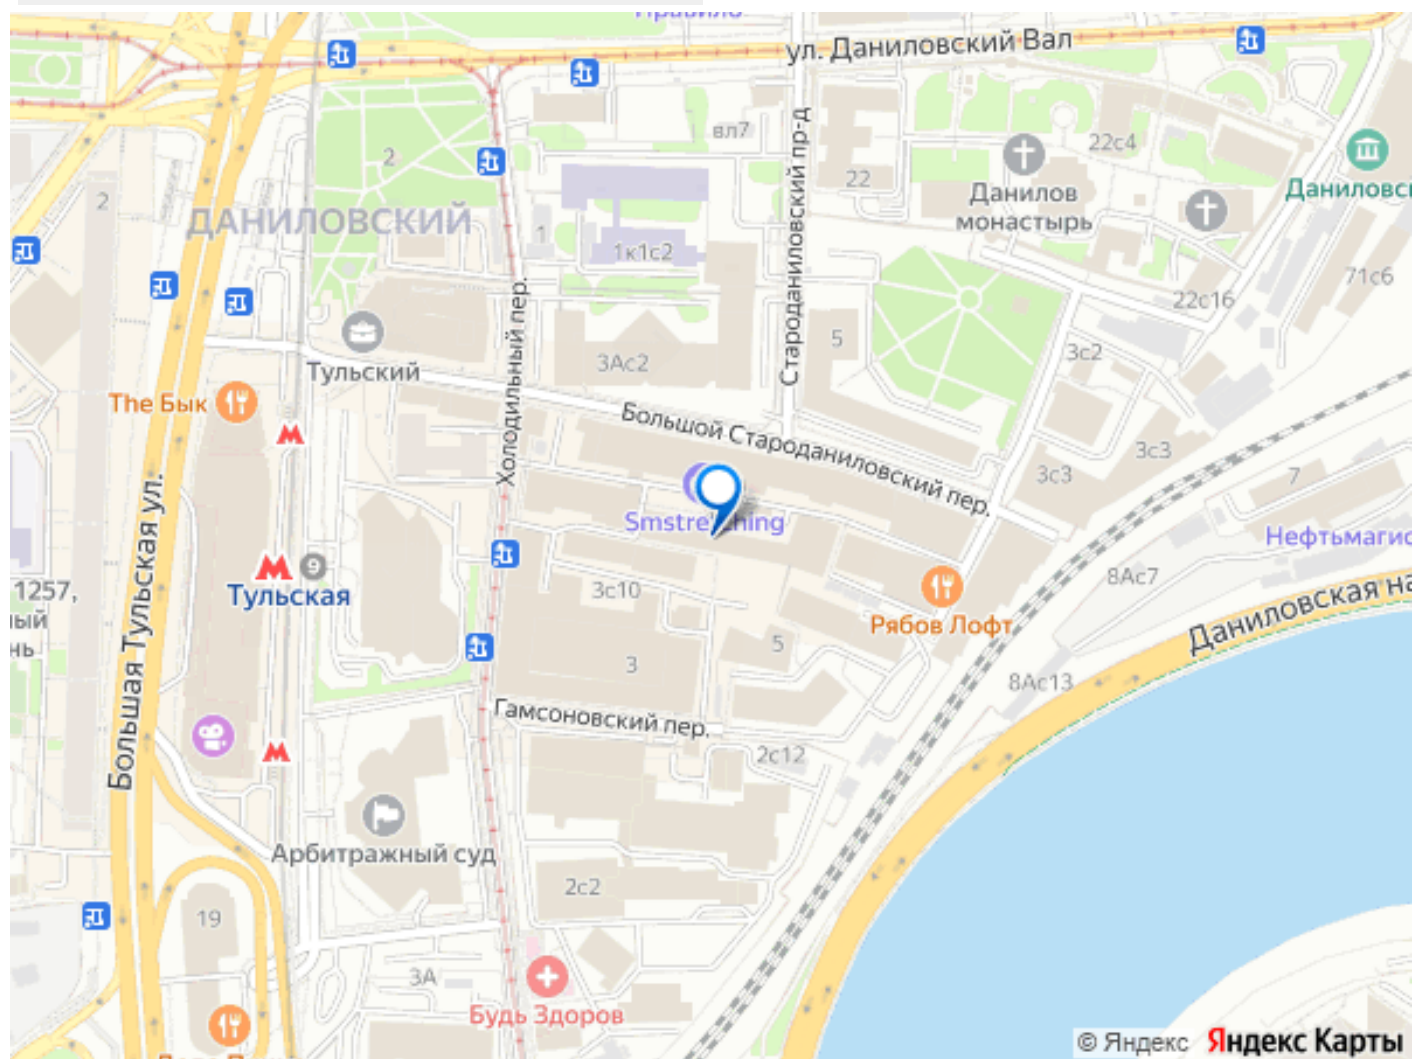 ул. Даниловский Вал
вл7
22с4
2
22
Данилов
монастырь
2
ДАНИЛОВСКИЙ
1
1к1с2
Староданиловский пр-д
71с6
22с16
Холодильный пер.
5
3с2
3Ас2
Тульский
The Бык
Большой Староданиловский пер.
3с3
3с3
7
Smstretching
Нефтьмагис
Большая Тульская ул.
9
Тульская
1257,
3с10
8Ас7
Рябов Лофт
Даниловская на
5
3
8Ас13
Гамсоновский пер.
2с12
Арбитражный суд
2с2
19
3А
Будь Здоров
© Яндекс Яндекс Карты